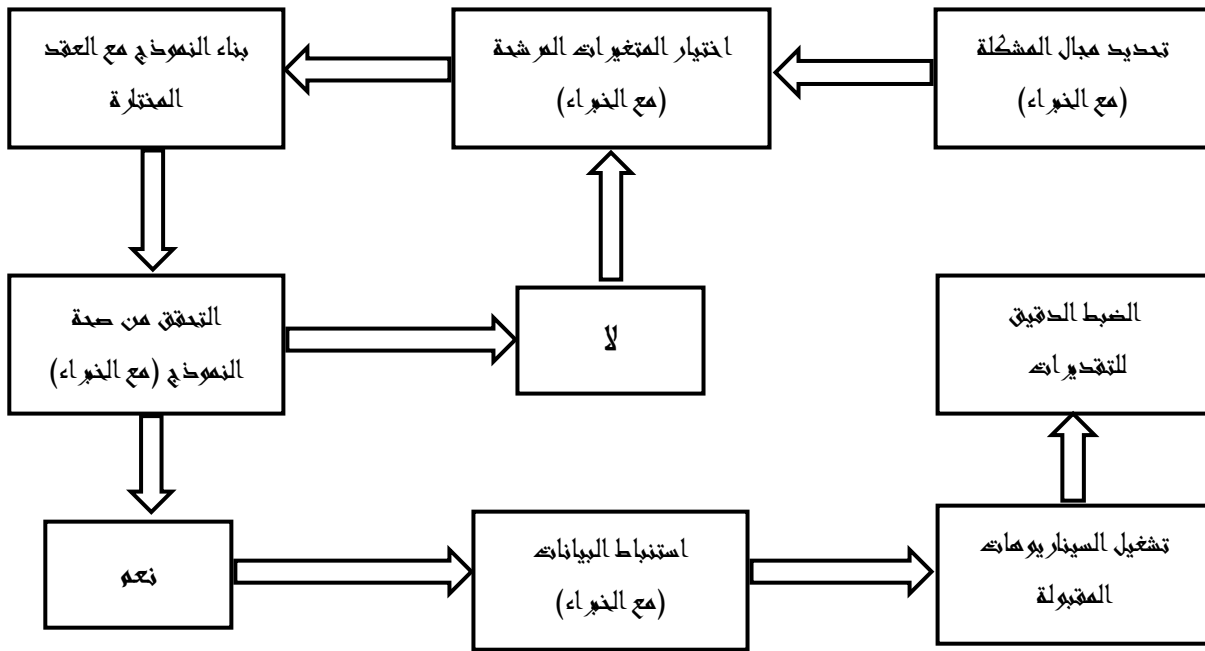 تحديد مجال المشكلة
(مع الخبراء)
اختيار المتغيرات المرشحة
(مع الخبراء)
بناء النموذج مع العقد
المختارة
التحقق من صحة
النموذج (مع الخبراء)
لا
الضبط الدقيق
للتقديرات
نعم
استنباط البيانات
(مع الخبراء)
تشغيل السيناريوهات
المقبولة